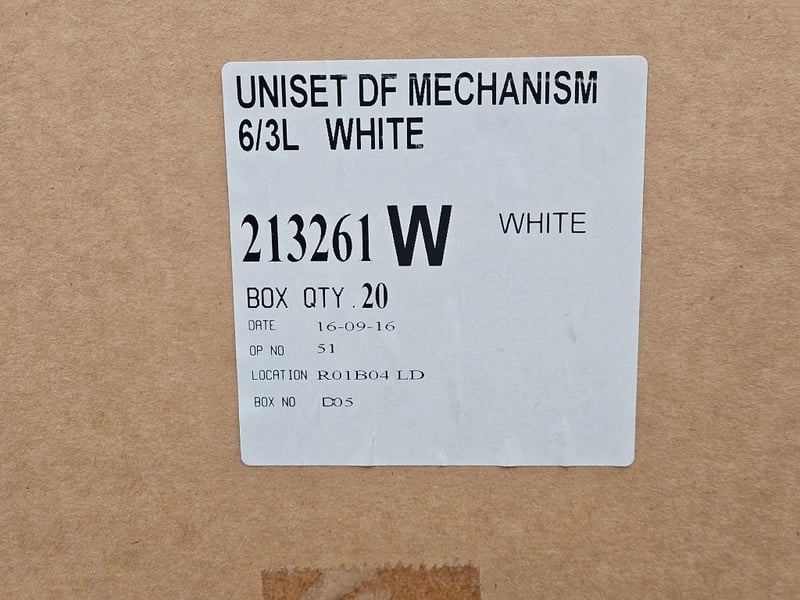 UNISET DF MECHANISM
6/3L WHITE
213261 W WHITE
BOX QTY . 20
DATE 16-09-16
OP NO 51
LOCATION R01B04 LD
BOX NO D05